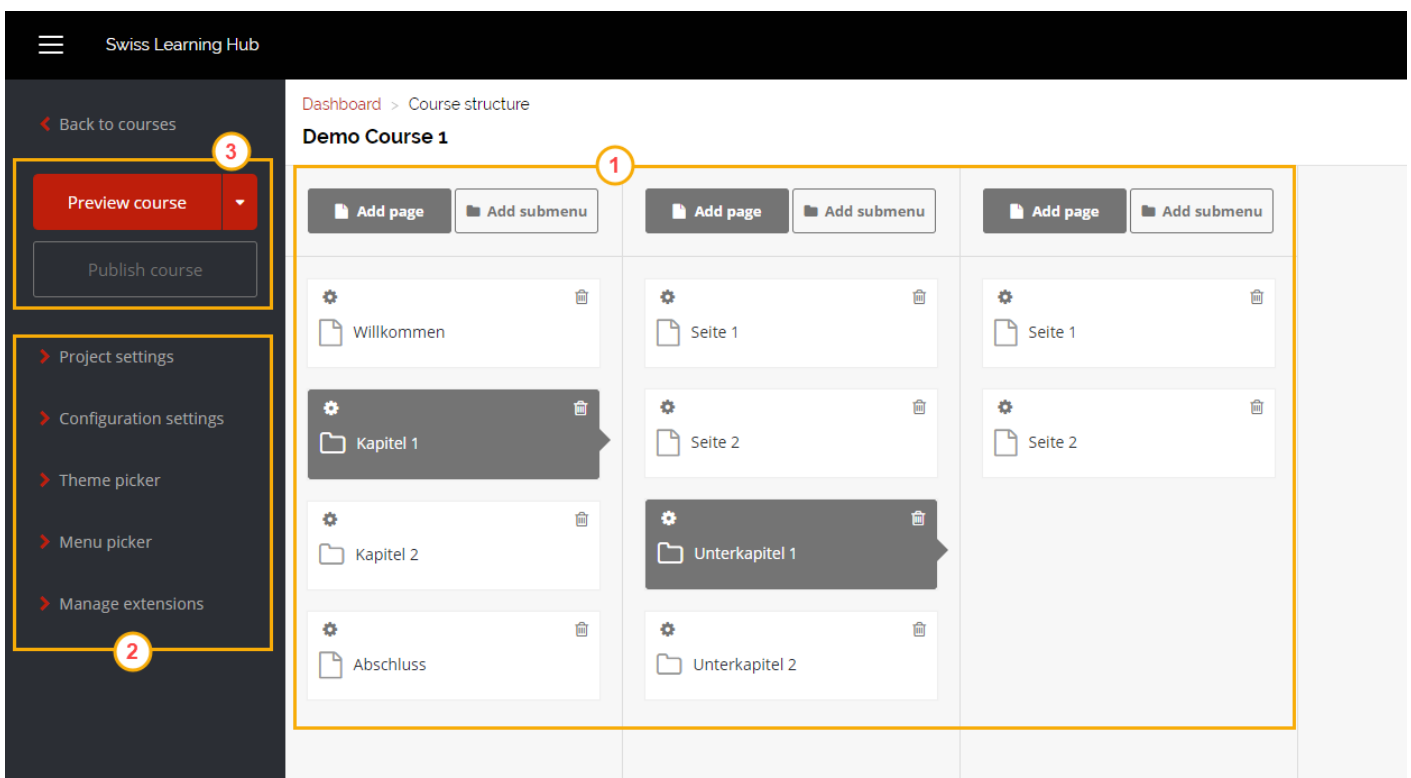 Swiss Learning Hub
Back to courses
3
Preview course
Publish course
Project settings
Configuration settings
Theme picker
Menu picker
Manage extensions
2
Dashboard > Course structure
Demo Course 1
1
Add page Add submenu
Willkommen
Kapitel 1
Kapitel 2
Abschluss
Add page Add submenu
Seite 1
Seite 2
Unterkapitel 1
Unterkapitel 2
Add page Add submenu
Seite 1
Seite 2